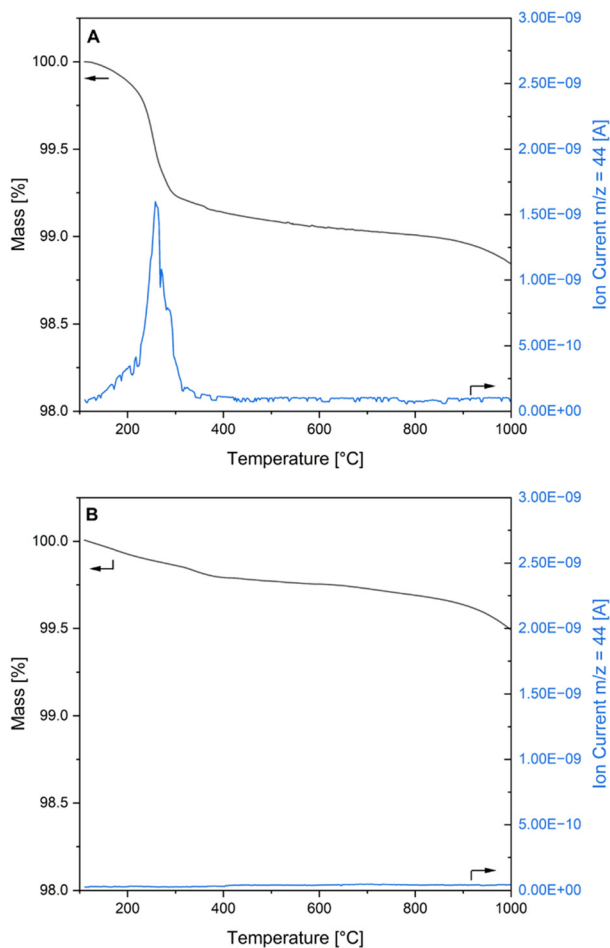 A
3.00E−09
100.0
2.50E−09
99.5
2.00E−09
Mass [%]
99.0
1.50E−09
Ion Current m/z = 44 [A]
1.00E−09
98.5
5.00E−10
98.0
0.00E+00
200 400 600 800 1000
Temperature [°C]
B
3.00E−09
100.0
2.50E−09
99.5
2.00E−09
Mass [%]
99.0
1.50E−09
Ion Current m/z = 44 [A]
1.00E−09
98.5
5.00E−10
98.0
0.00E+00
200 400 600 800 1000
Temperature [°C]